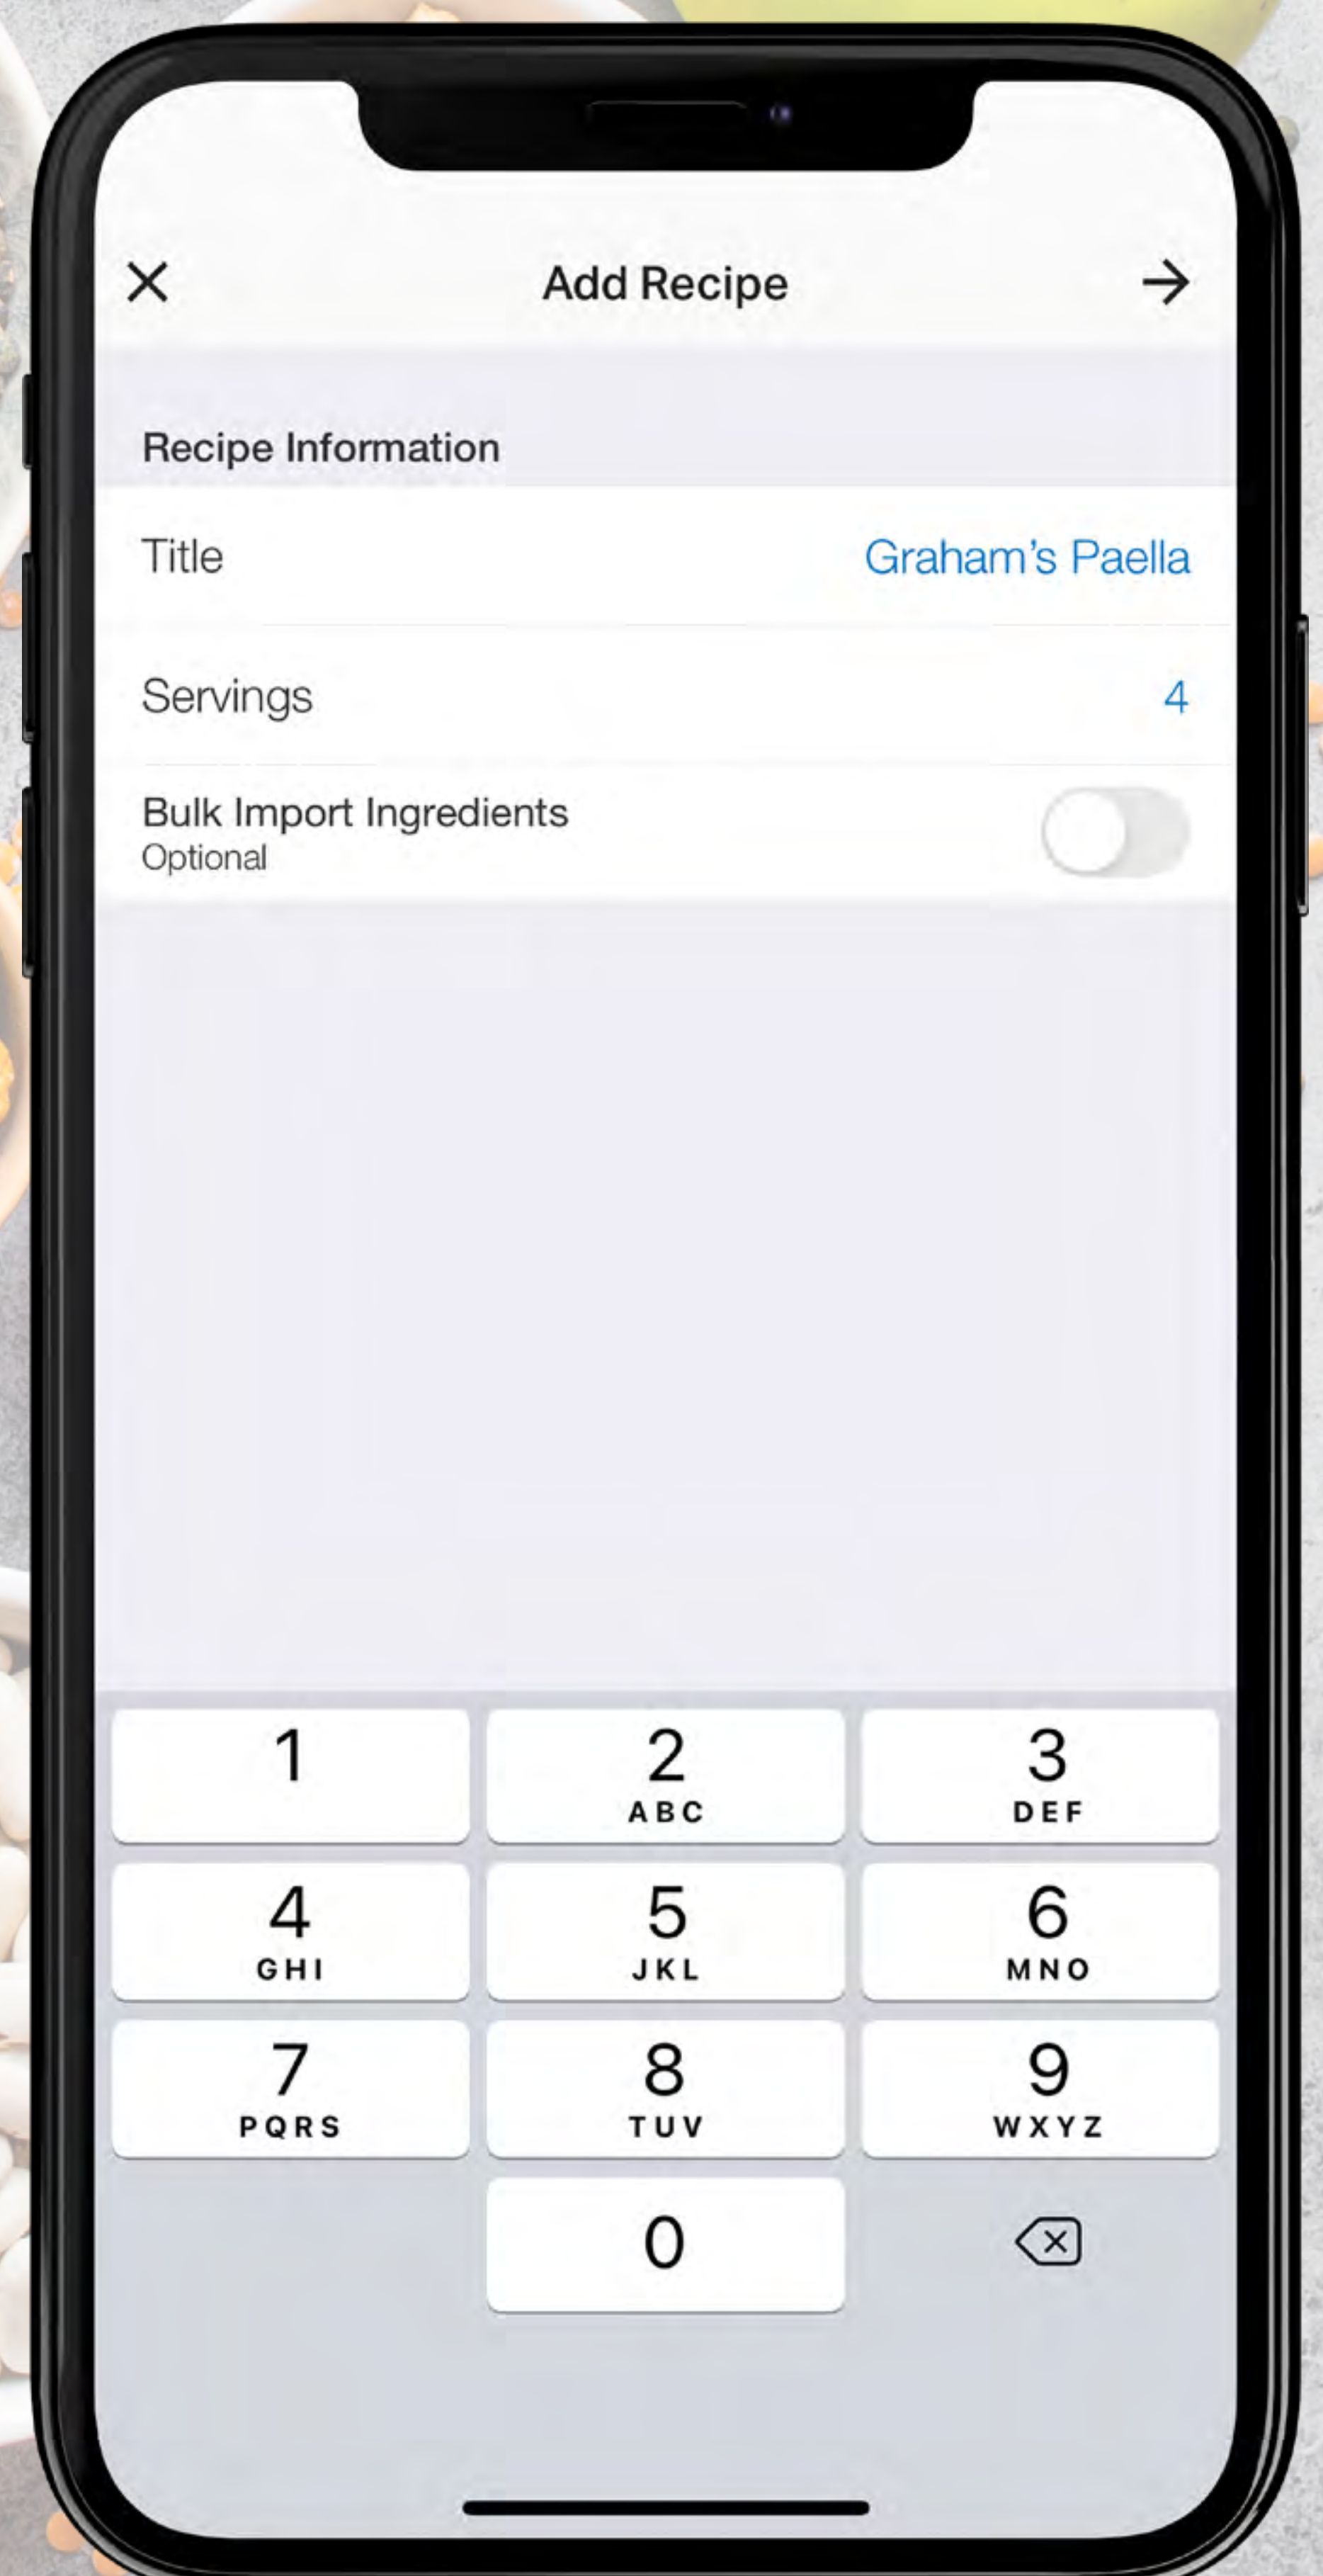 Add Recipe
Recipe Information
Title Graham’s Paella
Servings 4
Bulk Import Ingredients
Optional
1 2 3
ABC DEF
4 5 6
GHI JKL MNO
7 8 9
PQRS TUV WXYZ
0